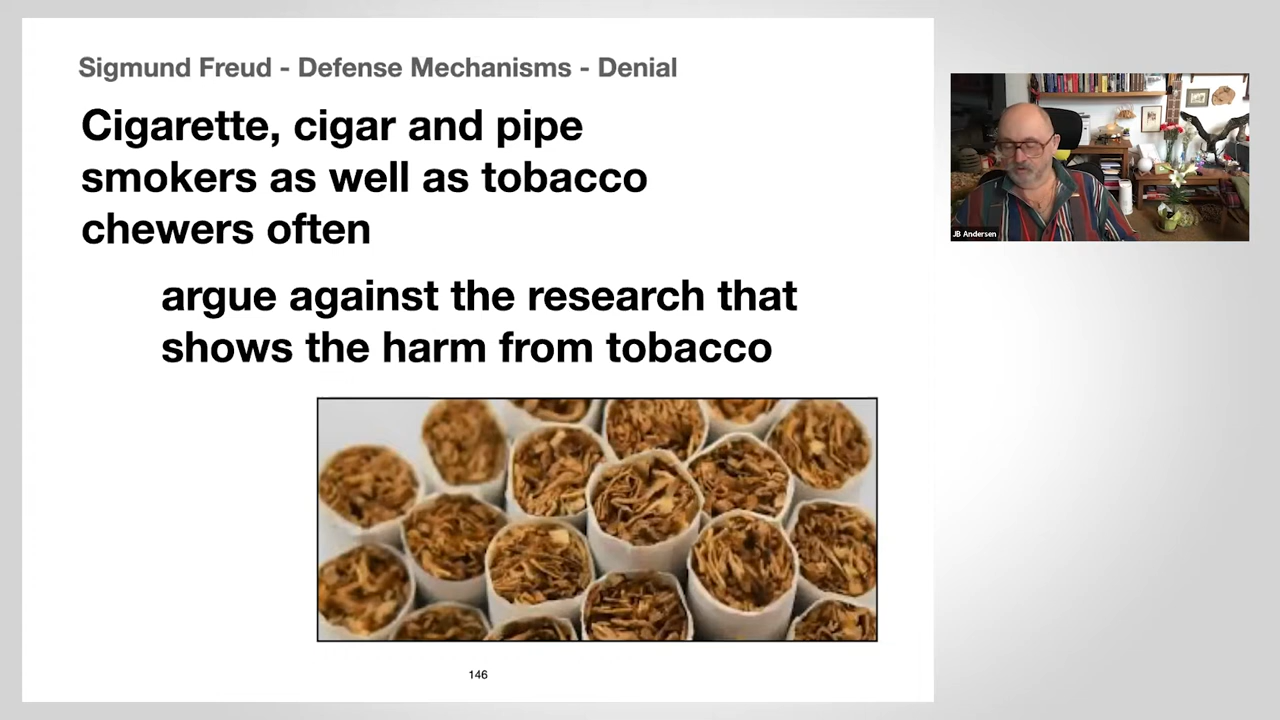 Sigmund Freud - Defense Mechanisms - Denial
Cigarette, cigar and pipe
smokers as well as tobacco
chewers often
argue against the research that
shows the harm from tobacco
146
JB Andersen